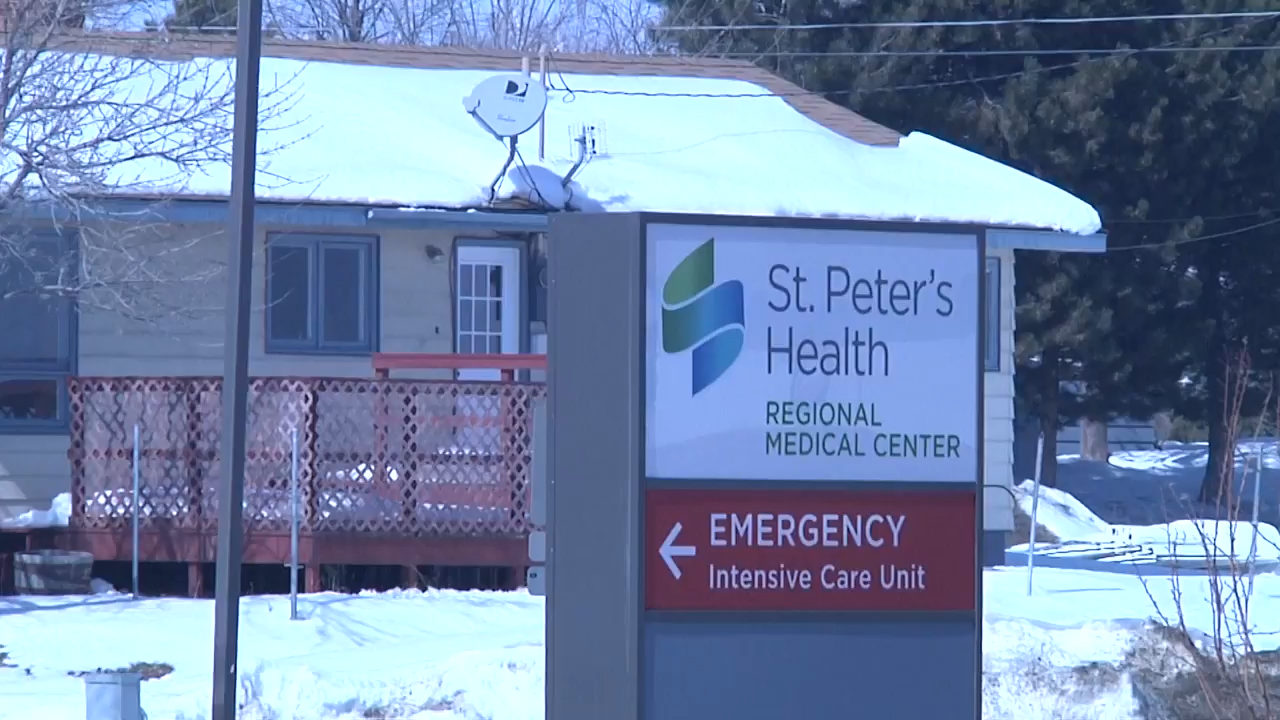 St. Peter's
Health
REGIONAL
MEDICAL CENTER
EMERGENCY
Intensive Care Unit